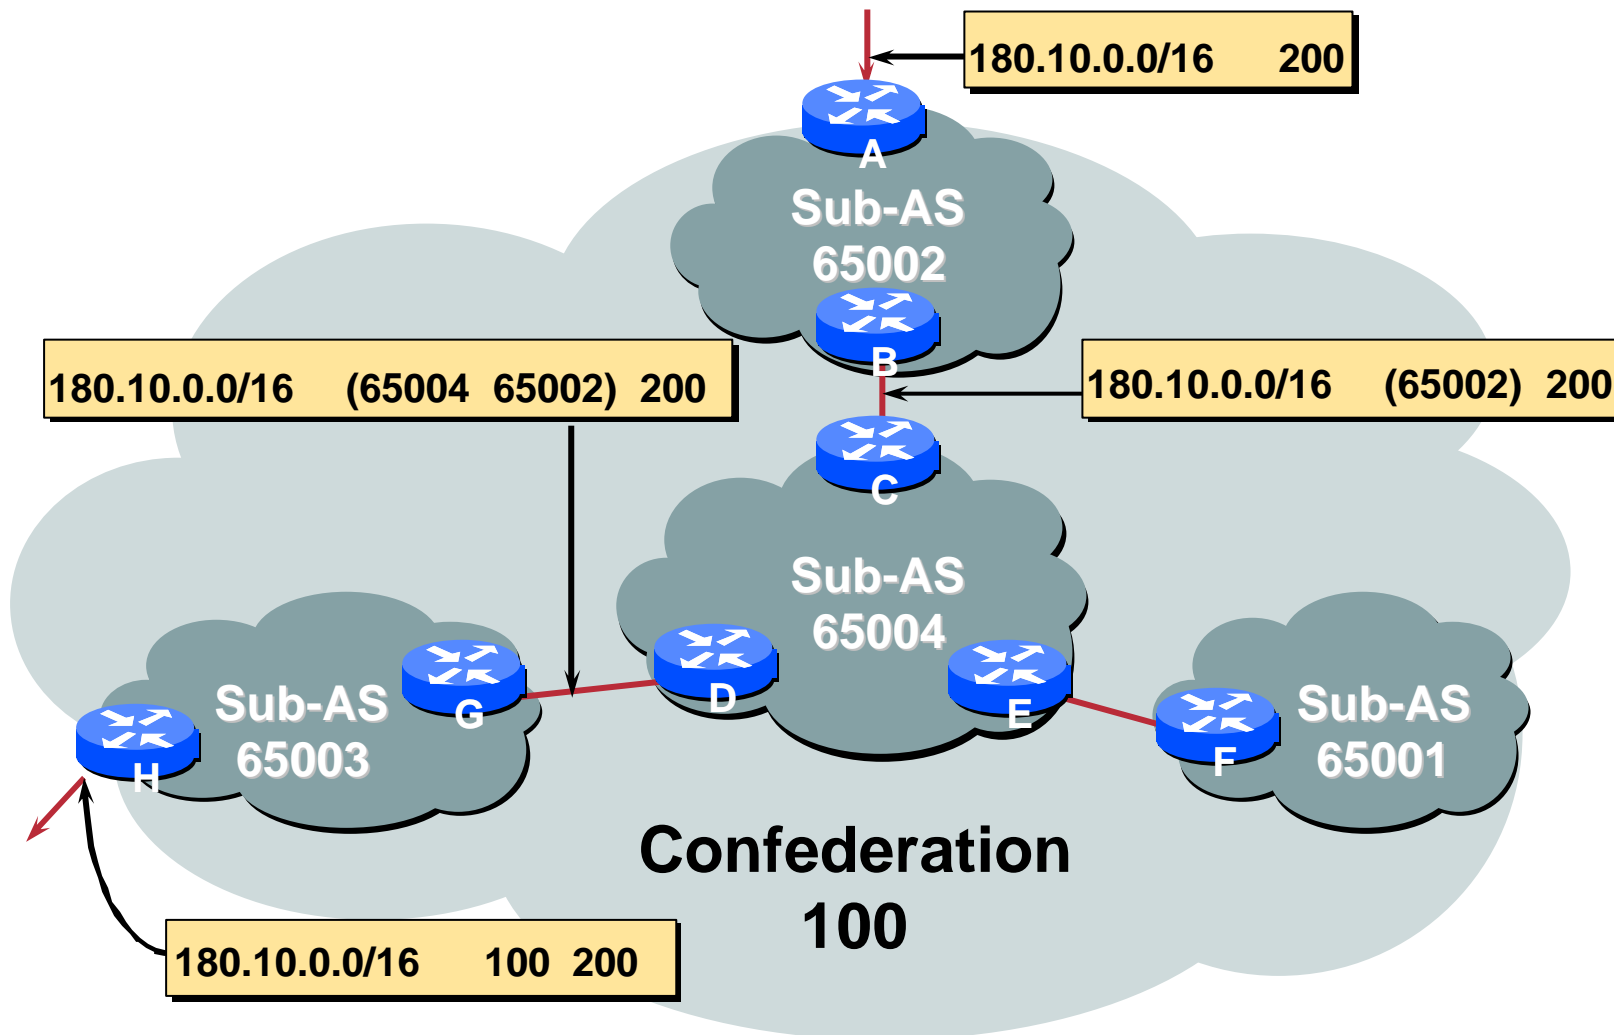 180.10.0.0/16 200
A
Sub-AS
65002
B
180.10.0.0/16 (65004 65002) 200
180.10.0.0/16 (65002) 200
C
Sub-AS
65004
D
E
G
Sub-AS
65003
H
F
Sub-AS
65001
Confederation
100
180.10.0.0/16 100 200